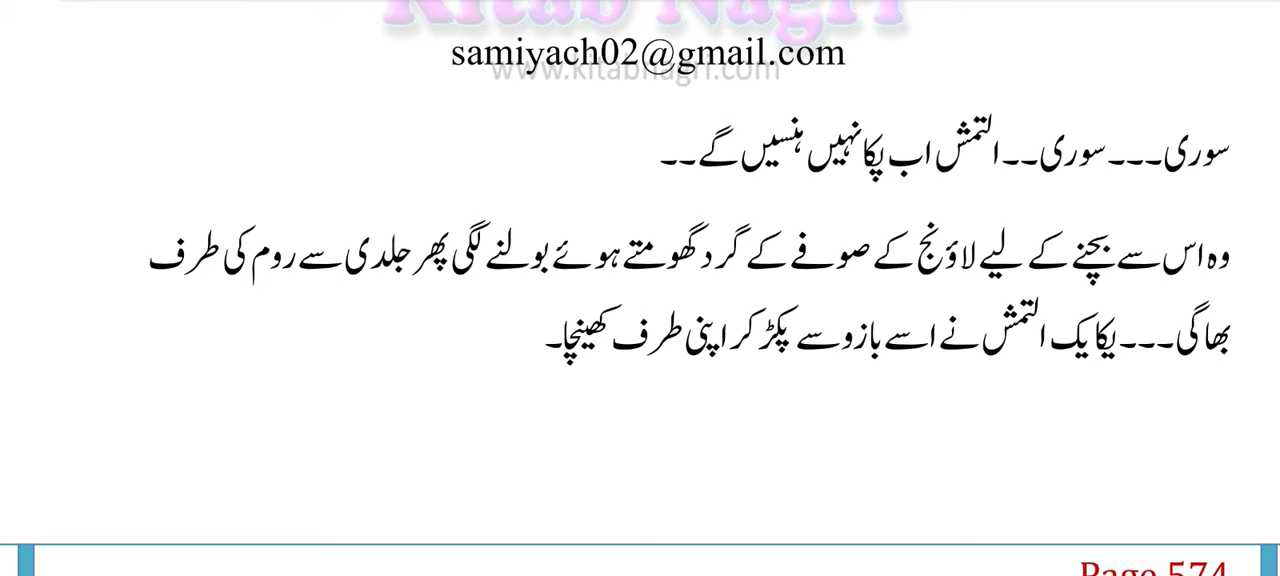 Kitab Nagri
samiyach02@gmail.com
www.kitabnagri.com
سوری۔۔۔سوری۔۔التمش اب پکا نہیں ہنسیں گے۔۔
وہ اس سے بچنے کے لیے لاؤنج کے صوفے کے گرد گھومتے ہوئے بولنے لگی پھر جلدی سے روم کی طرف
بھاگی۔۔۔یکایک التمش نے اسے بازو سے پکڑ کر اپنی طرف کھینچا۔
Page 574